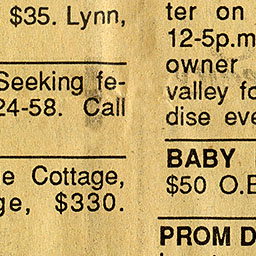 $35. Lynn,
Seeking fe-
24-58. Call
e Cottage,
ge, $330.
ter on
12-5p.m
owner
valley fo
dise eve
BABY
$50 O.B
PROM D